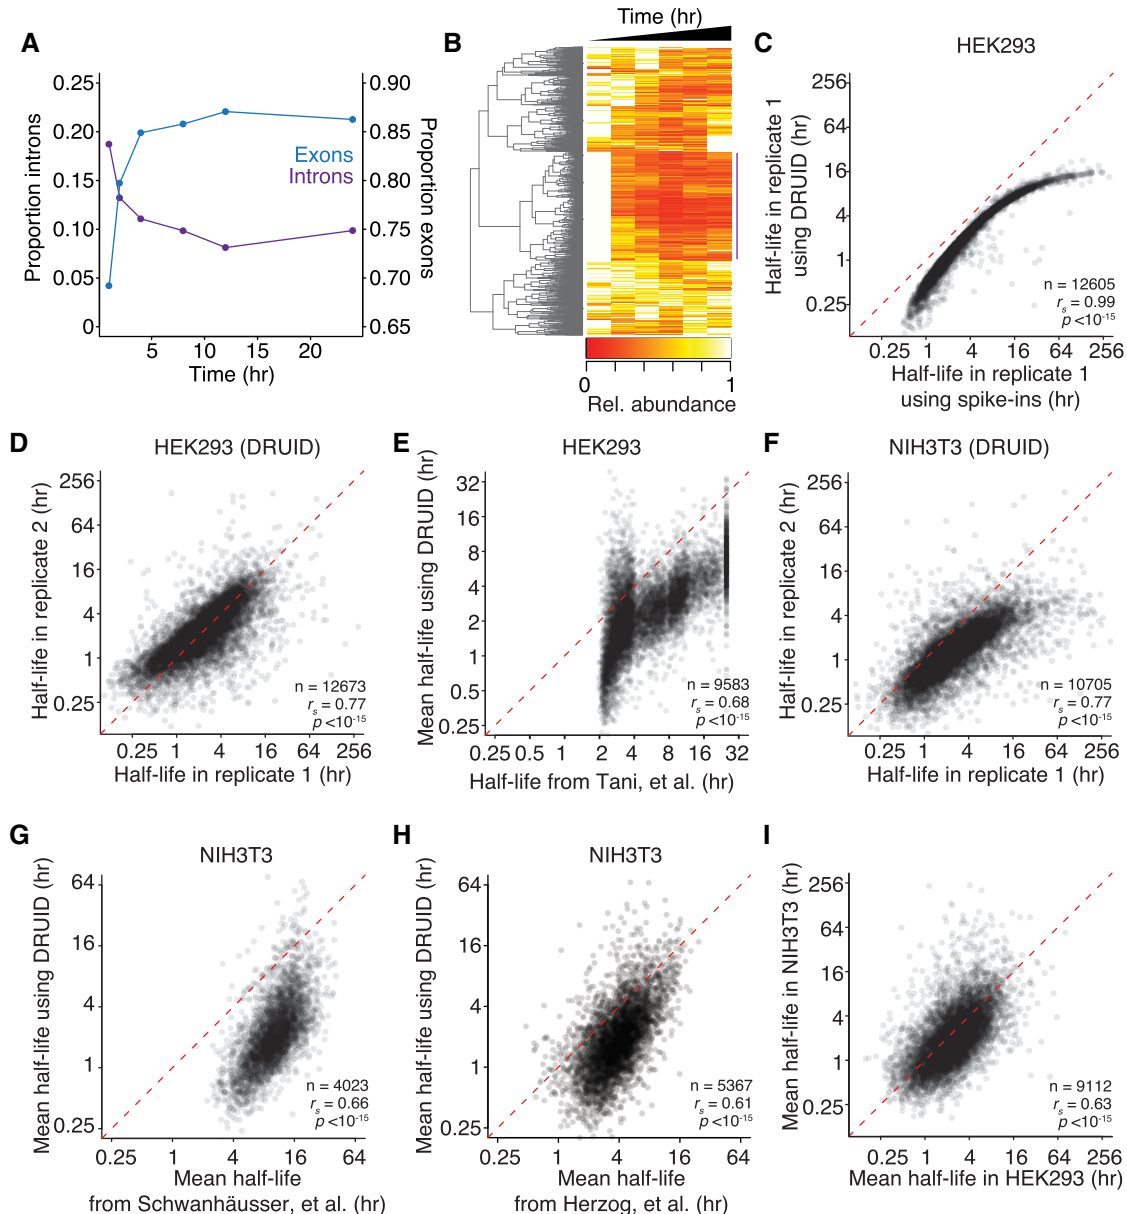 A
0.25
0.20
0.15
0.10
0.05
0
Proportion introns
0.90
0.85
0.80
0.75
0.70
0.65
Proportion exons
Exons
Introns
5
10
15
20
Time (hr)
B
Time (hr)
0
1
Rel. abundance
C
HEK293
256
64
16
4
1
0.25
Half-life in replicate 1
using DRUID (hr)
n = 12605
rs = 0.99
p <10-15
0.25
1
4
16
64
256
Half-life in replicate 1
using spike-ins (hr)
D
HEK293 (DRUID)
256
64
16
4
1
0.25
Half-life in replicate 2 (hr)
n = 12673
rs = 0.77
p <10-15
0.25
1
4
16
64
256
Half-life in replicate 1 (hr)
E
HEK293
32
16
8
4
2
1
0.5
0.25
Mean half-life using DRUID (hr)
n = 9583
rs = 0.68
p <10-15
0.25
0.5
1
2
4
8
16
32
Half-life from Tani, et al. (hr)
F
NIH3T3 (DRUID)
256
64
16
4
1
0.25
Half-life in replicate 2 (hr)
n = 10705
rs = 0.77
p <10-15
0.25
1
4
16
64
256
Half-life in replicate 1 (hr)
G
NIH3T3
64
16
4
1
0.25
Mean half-life using DRUID (hr)
n = 4023
rs = 0.66
p <10-15
0.25
1
4
16
64
Mean half-life
from Schwanhäusser, et al. (hr)
H
NIH3T3
64
16
4
1
0.25
Mean half-life using DRUID (hr)
n = 5367
rs = 0.61
p <10-15
0.25
1
4
16
64
Mean half-life
from Herzog, et al. (hr)
I
256
64
16
4
1
0.25
Mean half-life in NIH3T3 (hr)
n = 9112
rs = 0.63
p <10-15
0.25
1
4
16
64
256
Mean half-life in HEK293 (hr)